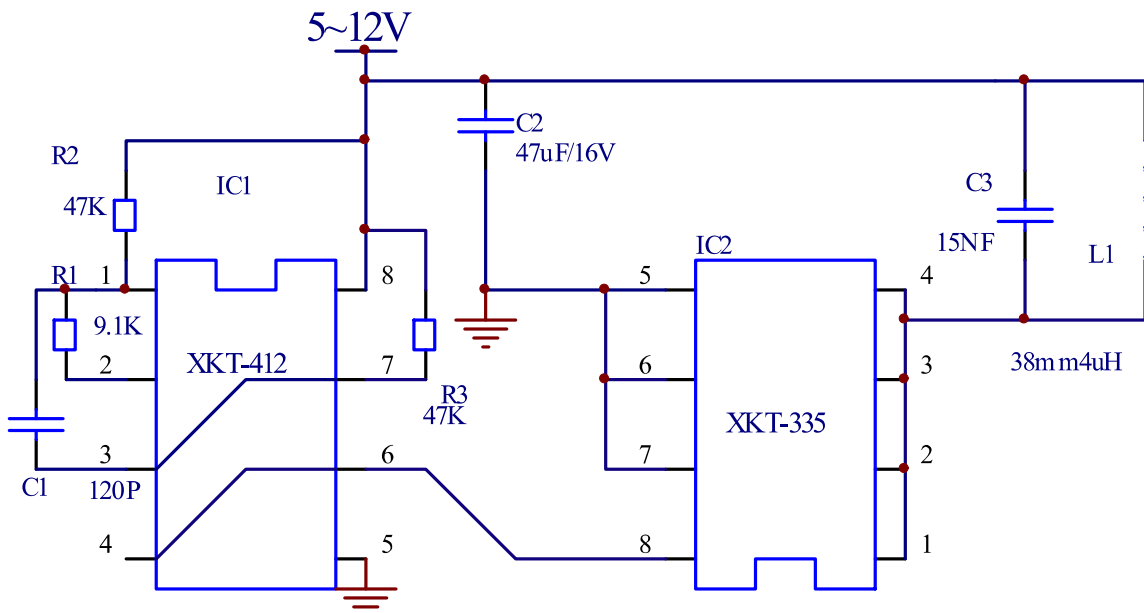 5~12V
C2
47uF/16V
R2
47K
IC1
C3
15NF
L1
IC2
R1
9.1K
1
2
3
4
8
7
6
5
XKT-412
R3
47K
C1
120P
5
6
7
8
4
3
2
1
XKT-335
38mm4uH